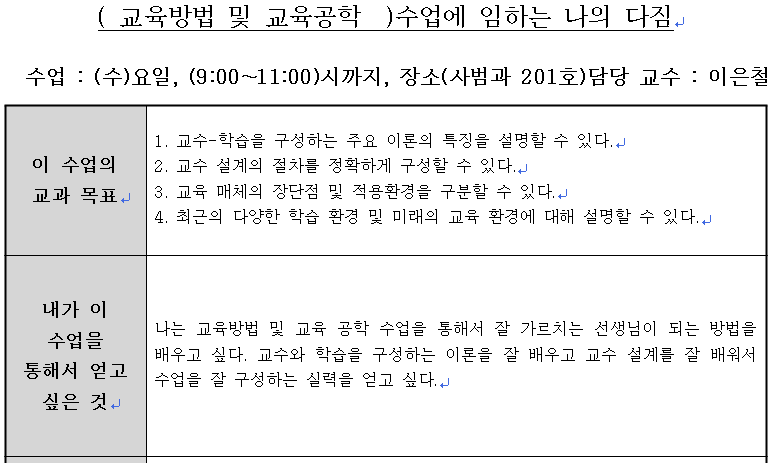 ( 교육방법 및 교육공학 )수업에 임하는 나의 다짐
수업 : (수)요일, (9:00~11:00)시까지, 장소(사범과 201호)담당 교수 : 이은철
이 수업의
교과 목표
1. 교수-학습을 구성하는 주요 이론의 특징을 설명할 수 있다.
2. 교수 설계의 절차를 정확하게 구성할 수 있다.
3. 교육 매체의 장단점 및 적용환경을 구분할 수 있다.
4. 최근의 다양한 학습 환경 및 미래의 교육 환경에 대해 설명할 수 있다.
내가 이
수업을
통해서 얻고
싶은 것
나는 교육방법 및 교육 공학 수업을 통해서 잘 가르치는 선생님이 되는 방법을
배우고 싶다. 교수와 학습을 구성하는 이론을 잘 배우고 교수 설계를 잘 배워서
수업을 잘 구성하는 실력을 얻고 싶다.